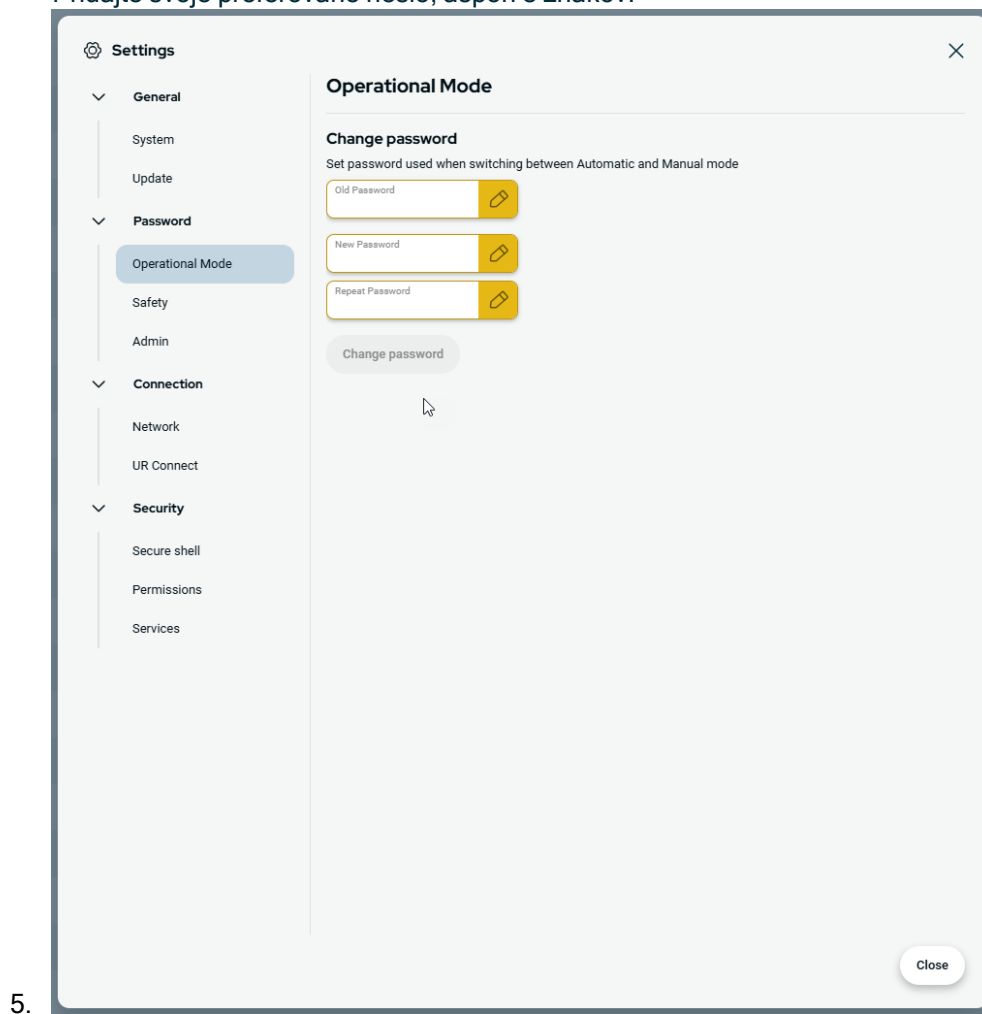 Settings
General
System
Update
Password
Operational Mode
Safety
Admin
Connection
Network
UR Connect
Security
Secure shell
Permissions
Services
Operational Mode
Change password
Set password used when switching between Automatic and Manual mode
Old Password
New Password
Repeat Password
Change password
Close
5.